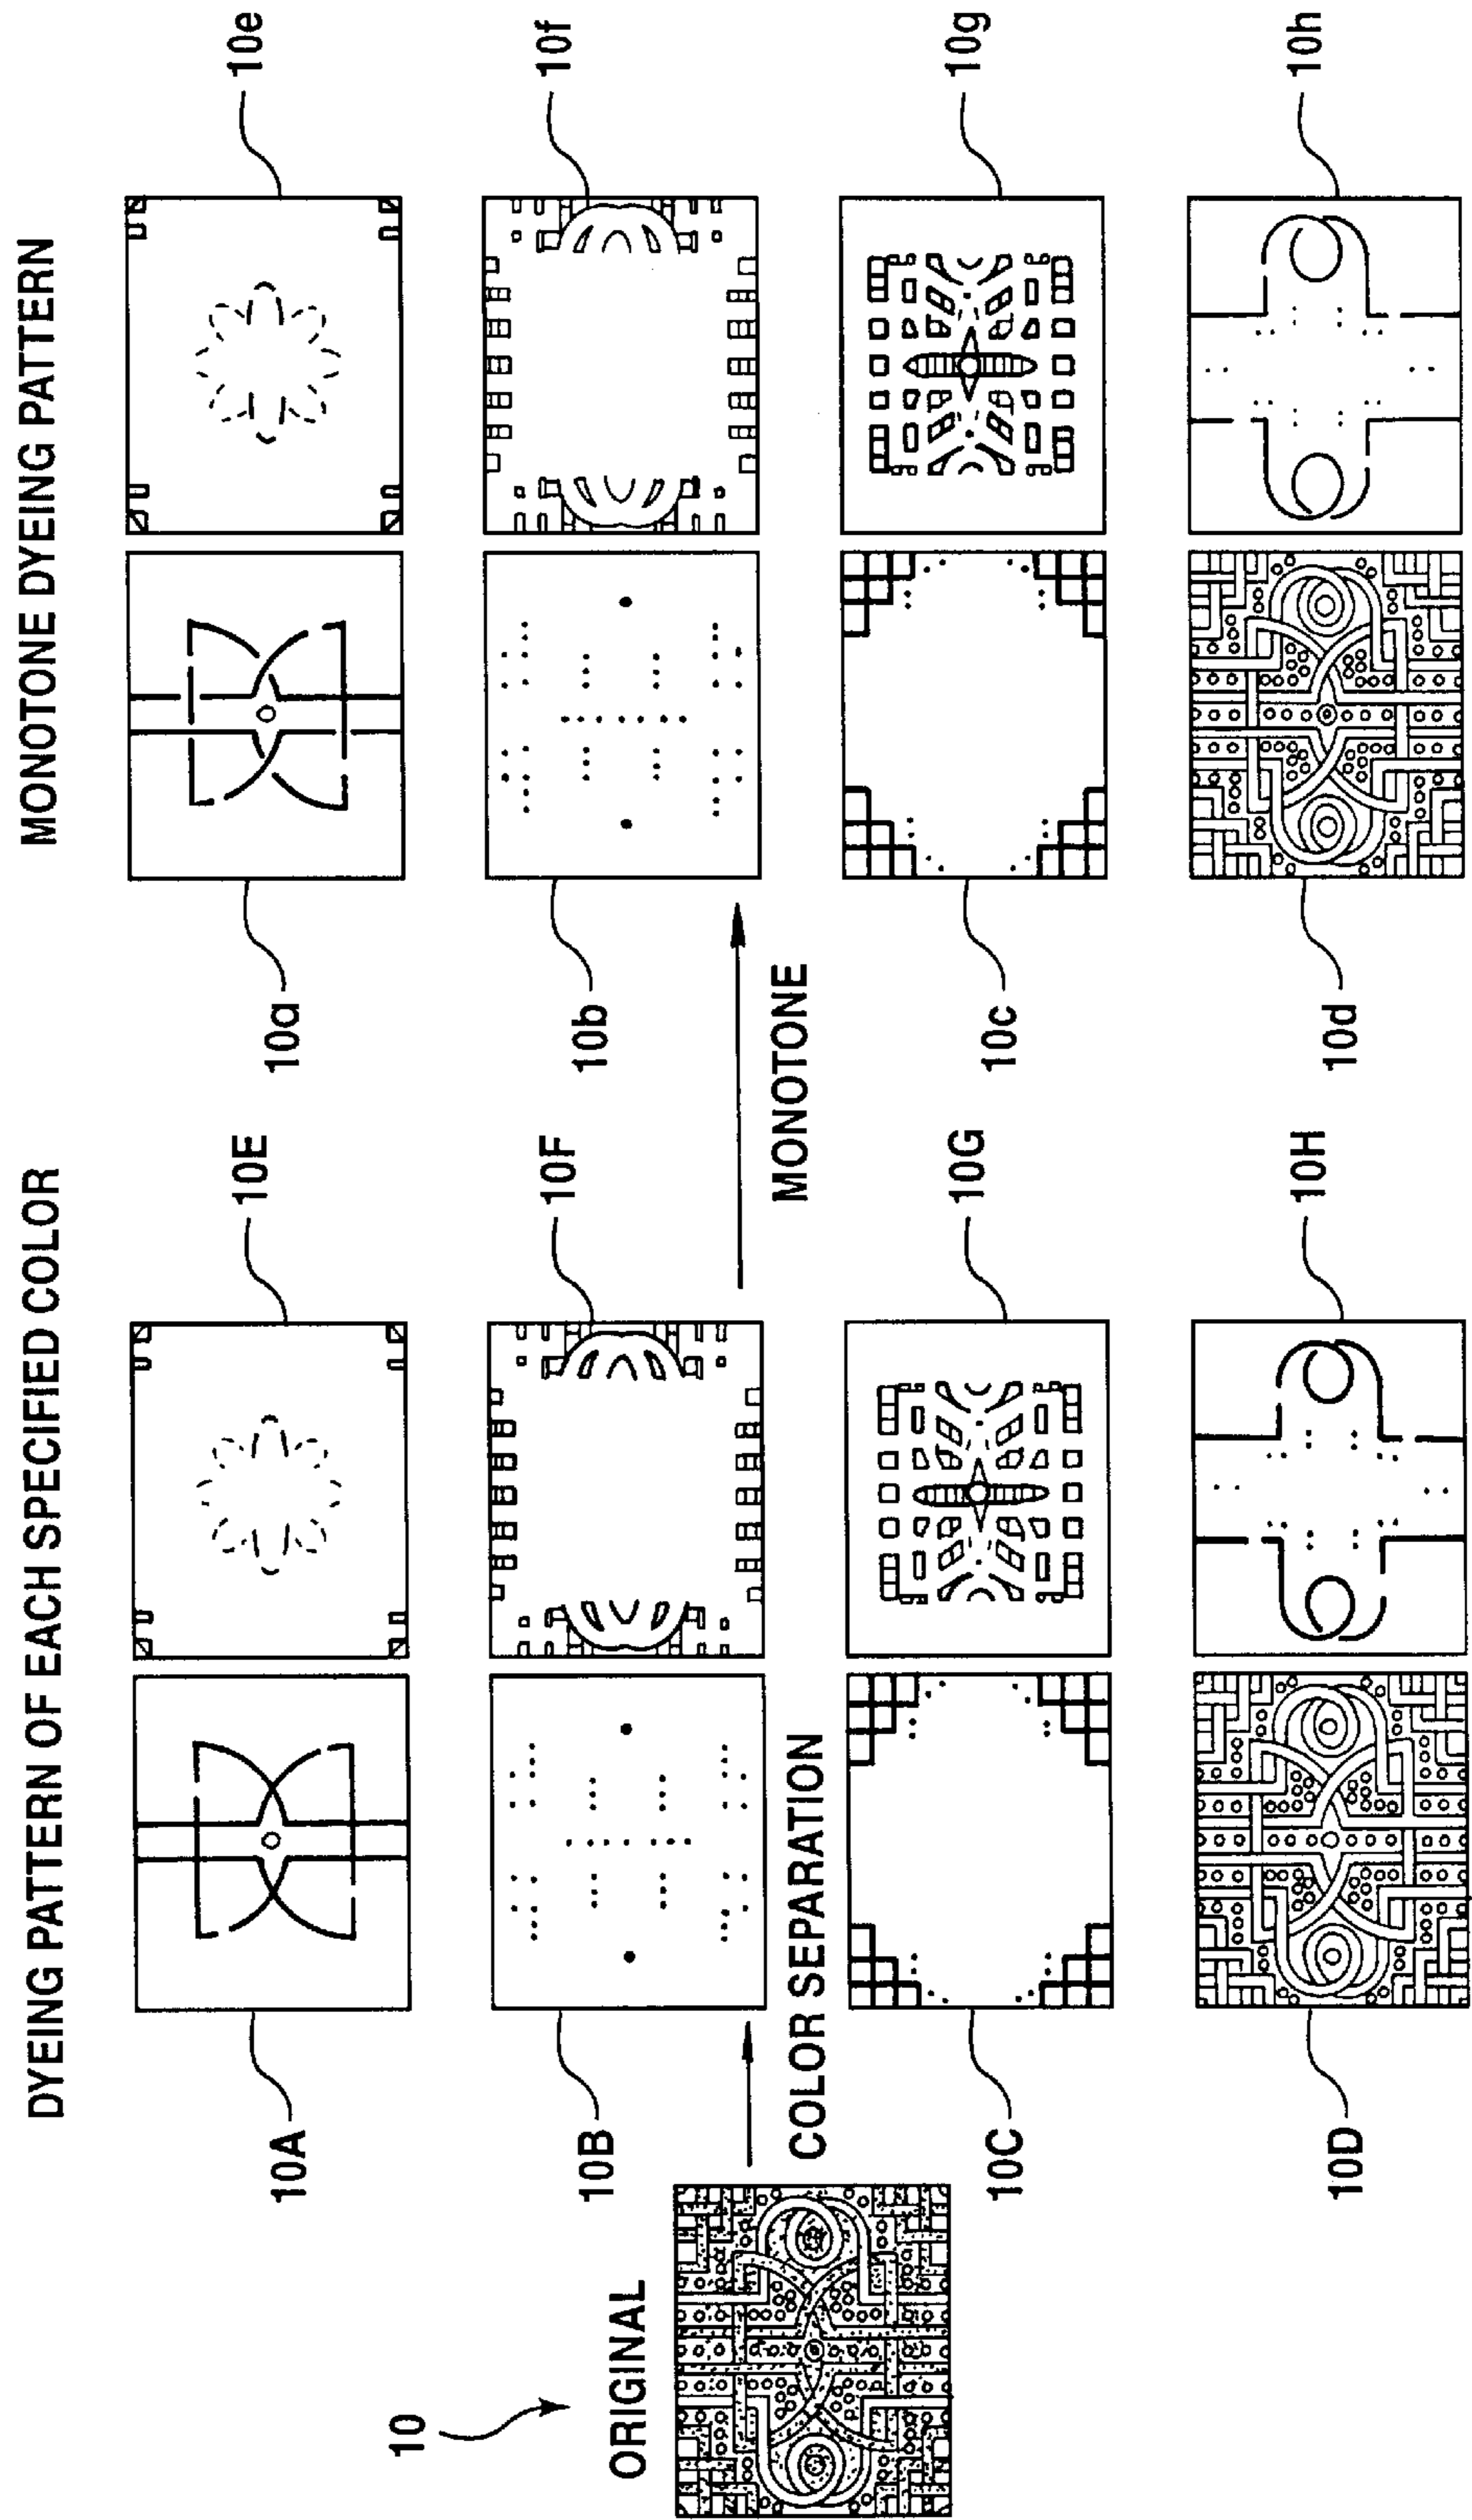 DYEING PATTERN OF EACH SPECIFIED COLOR
MONOTONE DYEING PATTERN
10A
10E
10a
10e
10
ORIGINAL
10B
10F
10b
10f
COLOR SEPARATION
MONOTONE
10C
10G
10c
10g
10D
10H
10d
10h